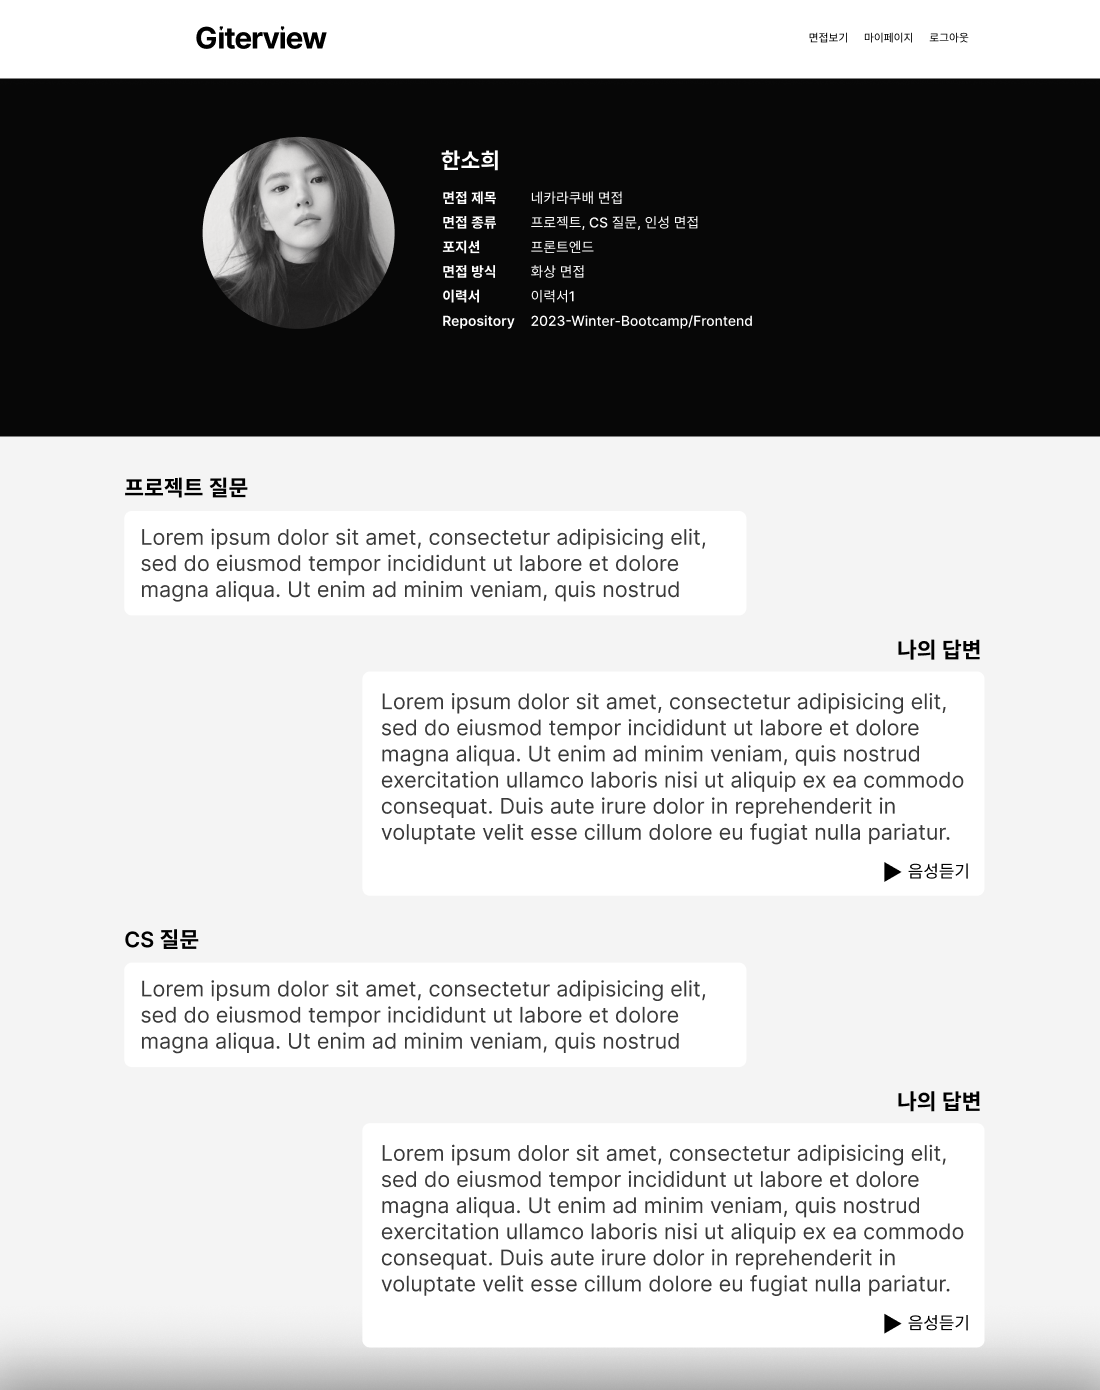 Giterview
면접보기 마이페이지 로그아웃
한소희
면접 제목 네카라쿠배 면접
면접 종류 프로젝트, CS 질문, 인성 면접
포지션 프론트엔드
면접 방식 화상 면접
이력서 이력서1
Repository 2023-Winter-Bootcamp/Frontend
프로젝트 질문
Lorem ipsum dolor sit amet, consectetur adipisicing elit,
sed do eiusmod tempor incididunt ut labore et dolore
magna aliqua. Ut enim ad minim veniam, quis nostrud
나의 답변
Lorem ipsum dolor sit amet, consectetur adipisicing elit,
sed do eiusmod tempor incididunt ut labore et dolore
magna aliqua. Ut enim ad minim veniam, quis nostrud
exercitation ullamco laboris nisi ut aliquip ex ea commodo
consequat. Duis aute irure dolor in reprehenderit in
voluptate velit esse cillum dolore eu fugiat nulla pariatur.
음성듣기
CS 질문
Lorem ipsum dolor sit amet, consectetur adipisicing elit,
sed do eiusmod tempor incididunt ut labore et dolore
magna aliqua. Ut enim ad minim veniam, quis nostrud
나의 답변
Lorem ipsum dolor sit amet, consectetur adipisicing elit,
sed do eiusmod tempor incididunt ut labore et dolore
magna aliqua. Ut enim ad minim veniam, quis nostrud
exercitation ullamco laboris nisi ut aliquip ex ea commodo
consequat. Duis aute irure dolor in reprehenderit in
voluptate velit esse cillum dolore eu fugiat nulla pariatur.
음성듣기